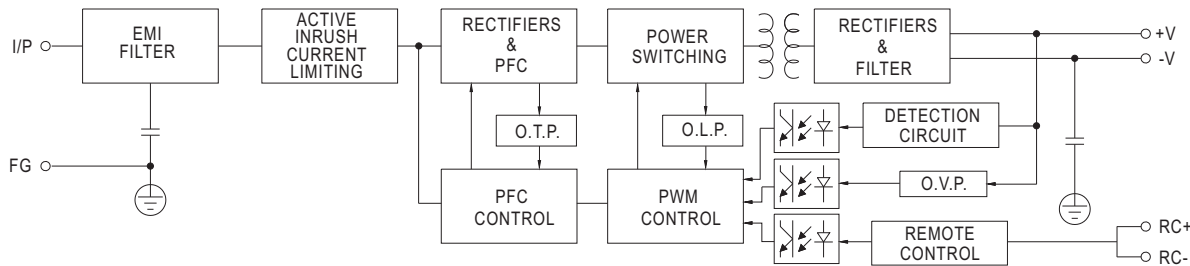 I/P
EMI
FILTER
ACTIVE
INRUSH
CURRENT
LIMITING
RECTIFIERS
&
PFC
POWER
SWITCHING
RECTIFIERS
&
FILTER
+V
-V
O.T.P.
O.L.P.
DETECTION
CIRCUIT
FG
PFC
CONTROL
PWM
CONTROL
O.V.P.
REMOTE
CONTROL
RC+
RC-